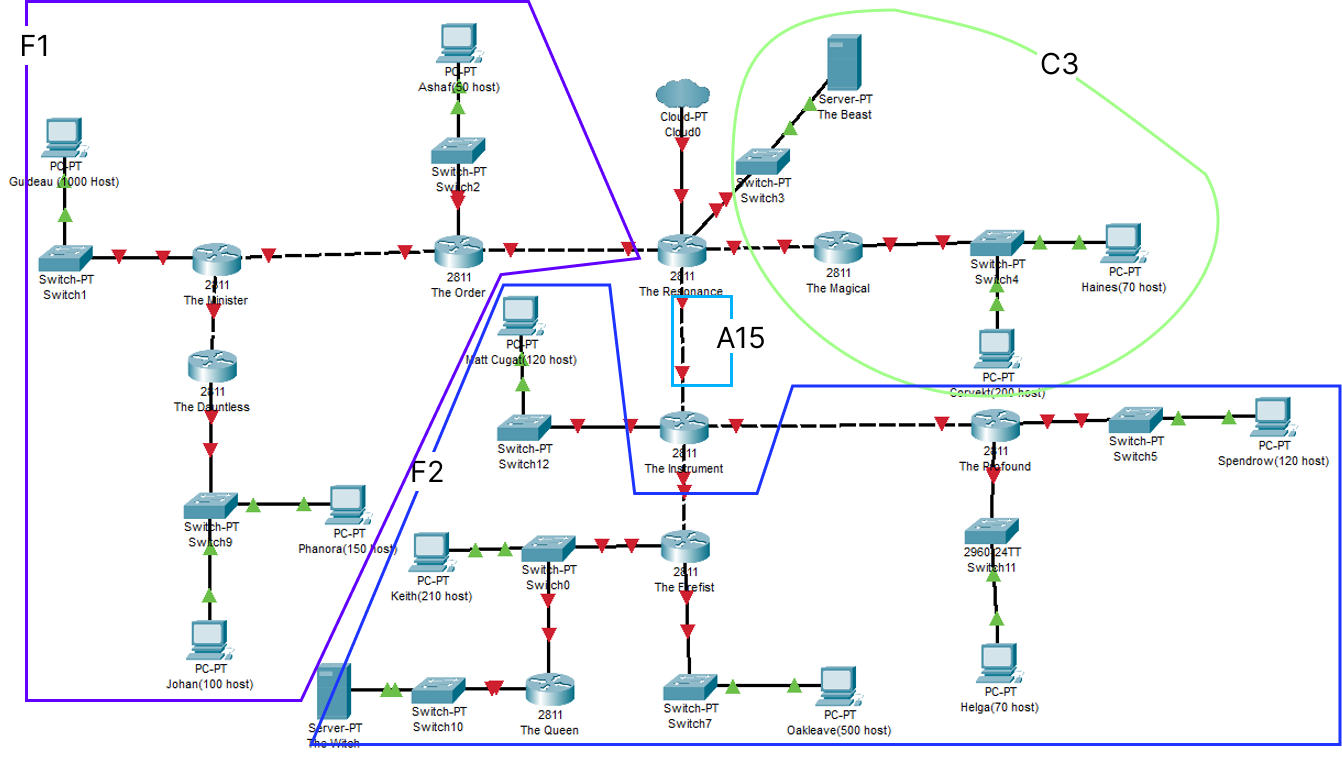 F1
C3
PC-PT
Ashaf(50 host)
Server-PT
The Beast
Cloud-PT
Cloud0
PC-PT
Switch-PT
Switch2
Switch-PT
Switch3
Switch-PT
Switch1
2811
The Minister
2811
The Order
2811
The Resonance
2811
The Magical
Switch-PT
Switch4
PC-PT
Haines(70 host)
A15
PC-PT
Matt Cugat(120 host)
PC-PT
2811
The Dauntless
Switch-PT
Switch12
2811
The Instrument
2811
The Profound
Switch-PT
Switch5
PC-PT
Spendrow(120 host)
F2
Switch-PT
Switch9
PC-PT
Phanora(150 host)
PC-PT
Keith(210 host)
Switch-PT
Switch0
2811
The Firefist
2960-24TT
Switch11
PC-PT
Johan(100 host)
Server-PT
The Witch
Switch-PT
Switch10
2811
The Queen
Switch-PT
Switch7
PC-PT
Oakleave(500 host)
PC-PT
Helga(70 host)